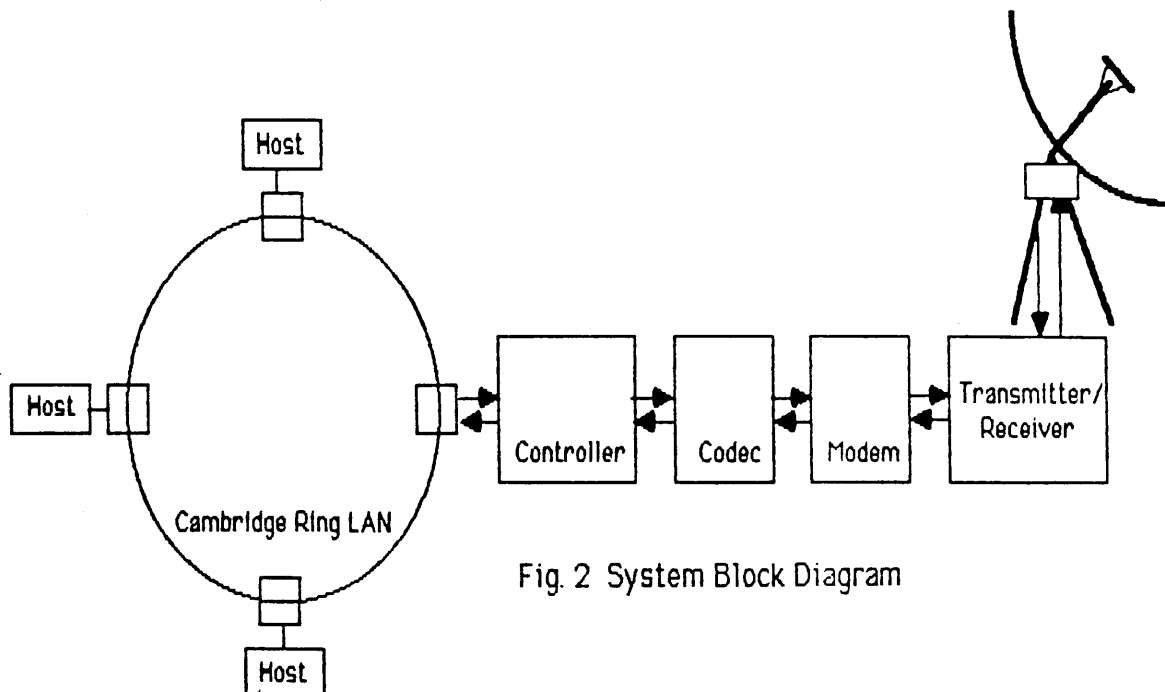 Host
Host
Transmitter/
Receiver
Controller
Codec
Modem
Cambridge Ring LAN
Fig. 2 System Block Diagram
Host